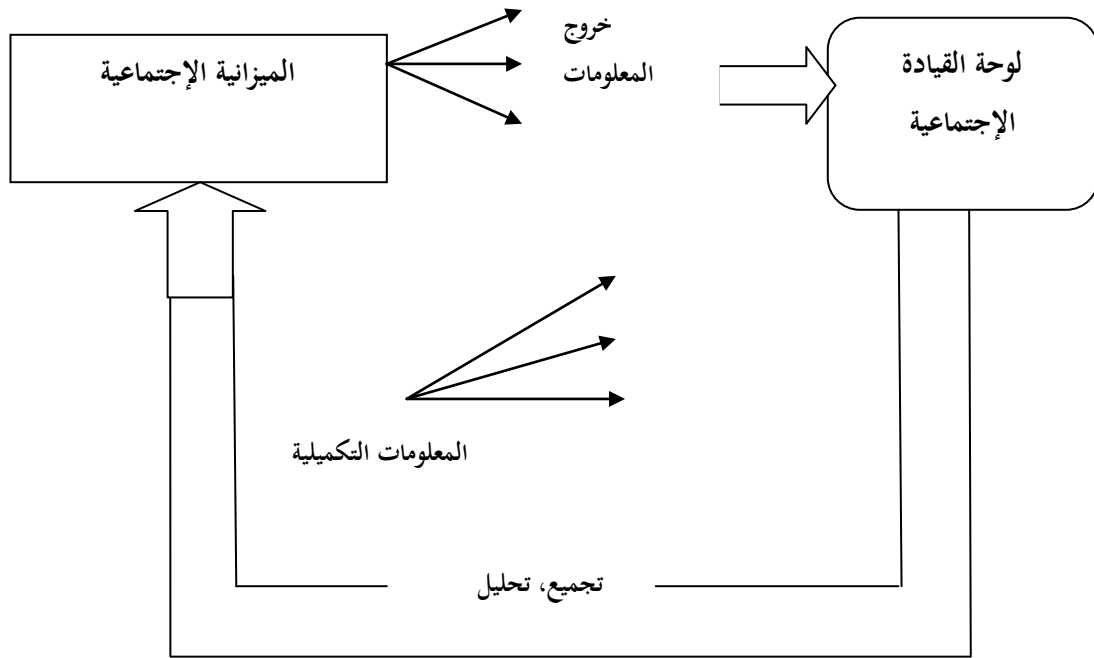 لوحة القيادة
الإجتماعية
خروج
المعلومات
الميزانية الإجتماعية
المعلومات التكميلية
تجميع، تحليل